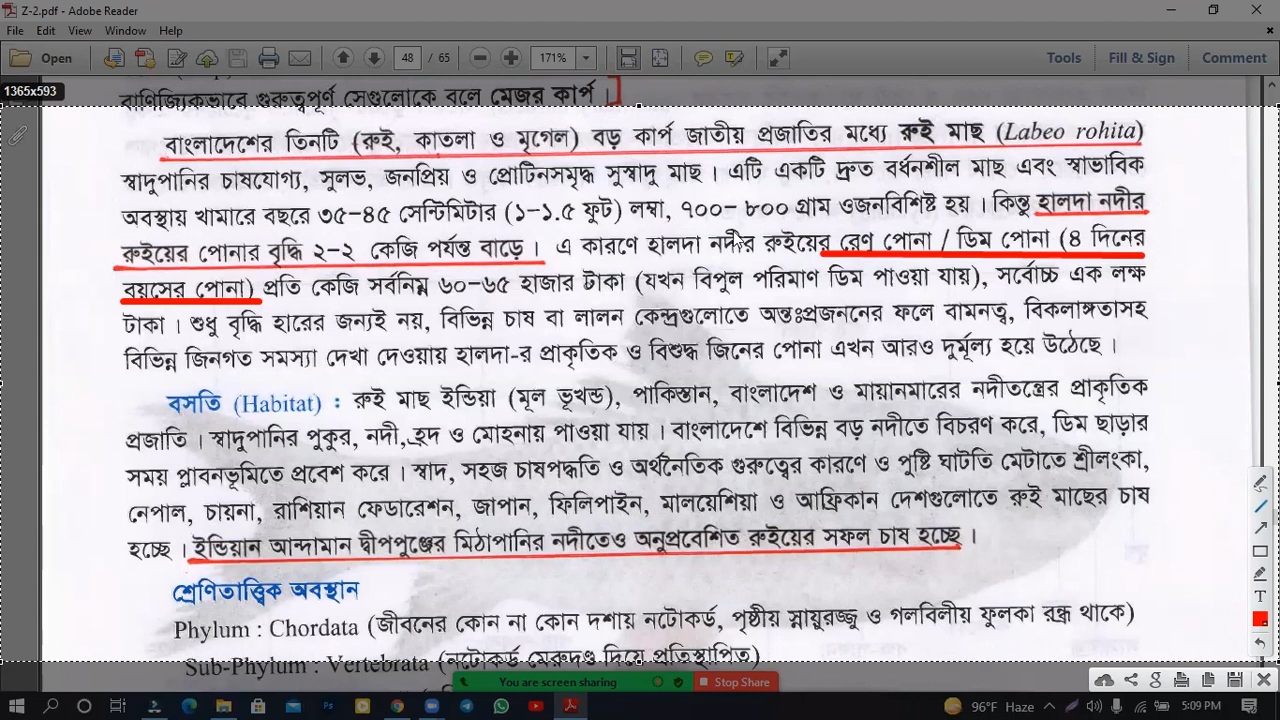 Z-2.pdf - Adobe Reader
File Edit View Window Help
Open 48 / 65 171% Tools Fill & Sign Comment
1365x593
বাণিজ্যিকভাবে গুরুত্বপূর্ণ সেগুলোকে বলে মেজর কার্প ।]
বাংলাদেশের তিনটি (রুই, কাতলা ও মৃগেল) বড় কার্প জাতীয় প্রজাতির মধ্যে রুই মাছ (Labeo rohita)
স্বাদুপানির চাষযোগ্য, সুলভ, জনপ্রিয় ও প্রোটিনসমৃদ্ধ সুস্বাদু মাছ । এটি একটি দ্রুত বর্ধনশীল মাছ এবং স্বাভাবিক
অবস্থায় খামারে বছরে ৩৫–৪৫ সেন্টিমিটার (১–১.৫ ফুট) লম্বা, ৭০০– ৮০০ গ্রাম ওজনবিশিষ্ট হয় । কিন্তু হালদা নদীর
রুইয়ের পোনার বৃদ্ধি ২–২ কেজি পর্যন্ত বাড়ে । এ কারণে হালদা নদীর রুইয়ের রেণু পোনা / ডিম পোনা (৪ দিনের
বয়সের পোনা) প্রতি কেজি সর্বনিম্ন ৬০–৬৫ হাজার টাকা (যখন বিপুল পরিমাণ ডিম পাওয়া যায়), সর্বোচ্চ এক লক্ষ
টাকা । শুধু বৃদ্ধি হারের জন্যই নয়, বিভিন্ন চাষ বা লালন কেন্দ্রগুলোতে অন্তঃপ্রজননের ফলে বামনত্ব, বিকলাঙ্গতাসহ
বিভিন্ন জিনগত সমস্যা দেখা দেওয়ায় হালদা-র প্রাকৃতিক ও বিশুদ্ধ জিনের পোনা এখন আরও দুর্মূল্য হয়ে উঠেছে ।
বসতি (Habitat) : রুই মাছ ইন্ডিয়া (মূল ভূখন্ড), পাকিস্তান, বাংলাদেশ ও মায়ানমারের নদীতন্ত্রের প্রাকৃতিক
প্রজাতি । স্বাদুপানির পুকুর, নদী, হ্রদ ও মোহনায় পাওয়া যায় । বাংলাদেশে বিভিন্ন বড় নদীতে বিচরণ করে, ডিম ছাড়ার
সময় প্লাবনভূমিতে প্রবেশ করে । স্বাদ, সহজ চাষপদ্ধতি ও অর্থনৈতিক গুরুত্বের কারণে ও পুষ্টি ঘাটতি মেটাতে শ্রীলংকা,
নেপাল, চায়না, রাশিয়ান ফেডারেশন, জাপান, ফিলিপাইন, মালয়েশিয়া ও আফ্রিকান দেশগুলোতে রুই মাছের চাষ
হচ্ছে । ইন্ডিয়ান আন্দামান দ্বীপপুঞ্জের মিঠাপানির নদীতেও অনুপ্রবেশিত রুইয়ের সফল চাষ হচ্ছে ।
শ্রেণিতাত্ত্বিক অবস্থান
Phylum : Chordata (জীবনের কোন না কোন দশায় নটোকর্ড, পৃষ্ঠীয় স্নায়ুরজ্জু ও গলবিলীয় ফুলকা রন্ধ্র থাকে)
Sub-Phylum : Vertebrata (নটোকর্ড মেরুদণ্ড দিয়ে প্রতিস্থাপিত)
You are screen sharing Stop Share
96°F Haze 5:09 PM